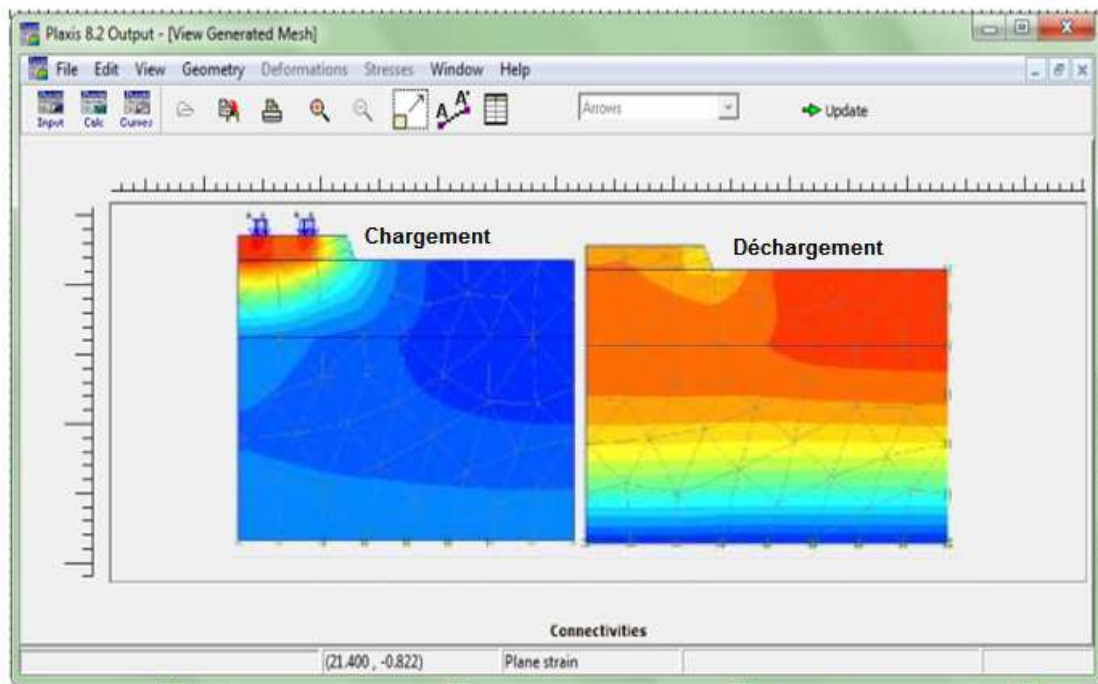 Plaxis 8.2 Output - [View Generated Mesh]
File Edit View Geometry Deformations Stresses Window Help
Input Calc Curves Arrows Update
Chargement
Déchargement
Connectivities
(21.400 , -0.822) Plane strain